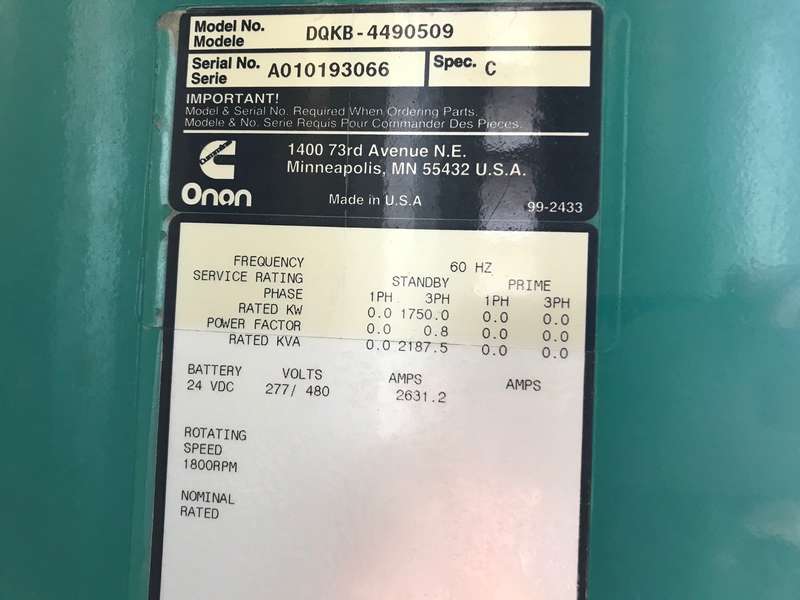 Model No. DQKB-4490509
Modele
Serial No. A010193066 Spec. C
Serie
IMPORTANT!
Model & Serial No. Required When Ordering Parts.
Modele & No. Serie Requis Pour Commander Des Pieces.
Cummins
1400 73rd Avenue N.E.
Minneapolis, MN 55432 U.S.A.
Onan
Made in U.S.A
99-2433
FREQUENCY 60 HZ
SERVICE RATING STANDBY PRIME
PHASE 1PH 3PH 1PH 3PH
RATED KW 0.0 1750.0 0.0 0.0
POWER FACTOR 0.0 0.8 0.0 0.0
RATED KVA 0.0 2187.5 0.0 0.0
BATTERY VOLTS AMPS AMPS
24 VDC 277/ 480 2631.2
ROTATING
SPEED
1800RPM
NOMINAL
RATED